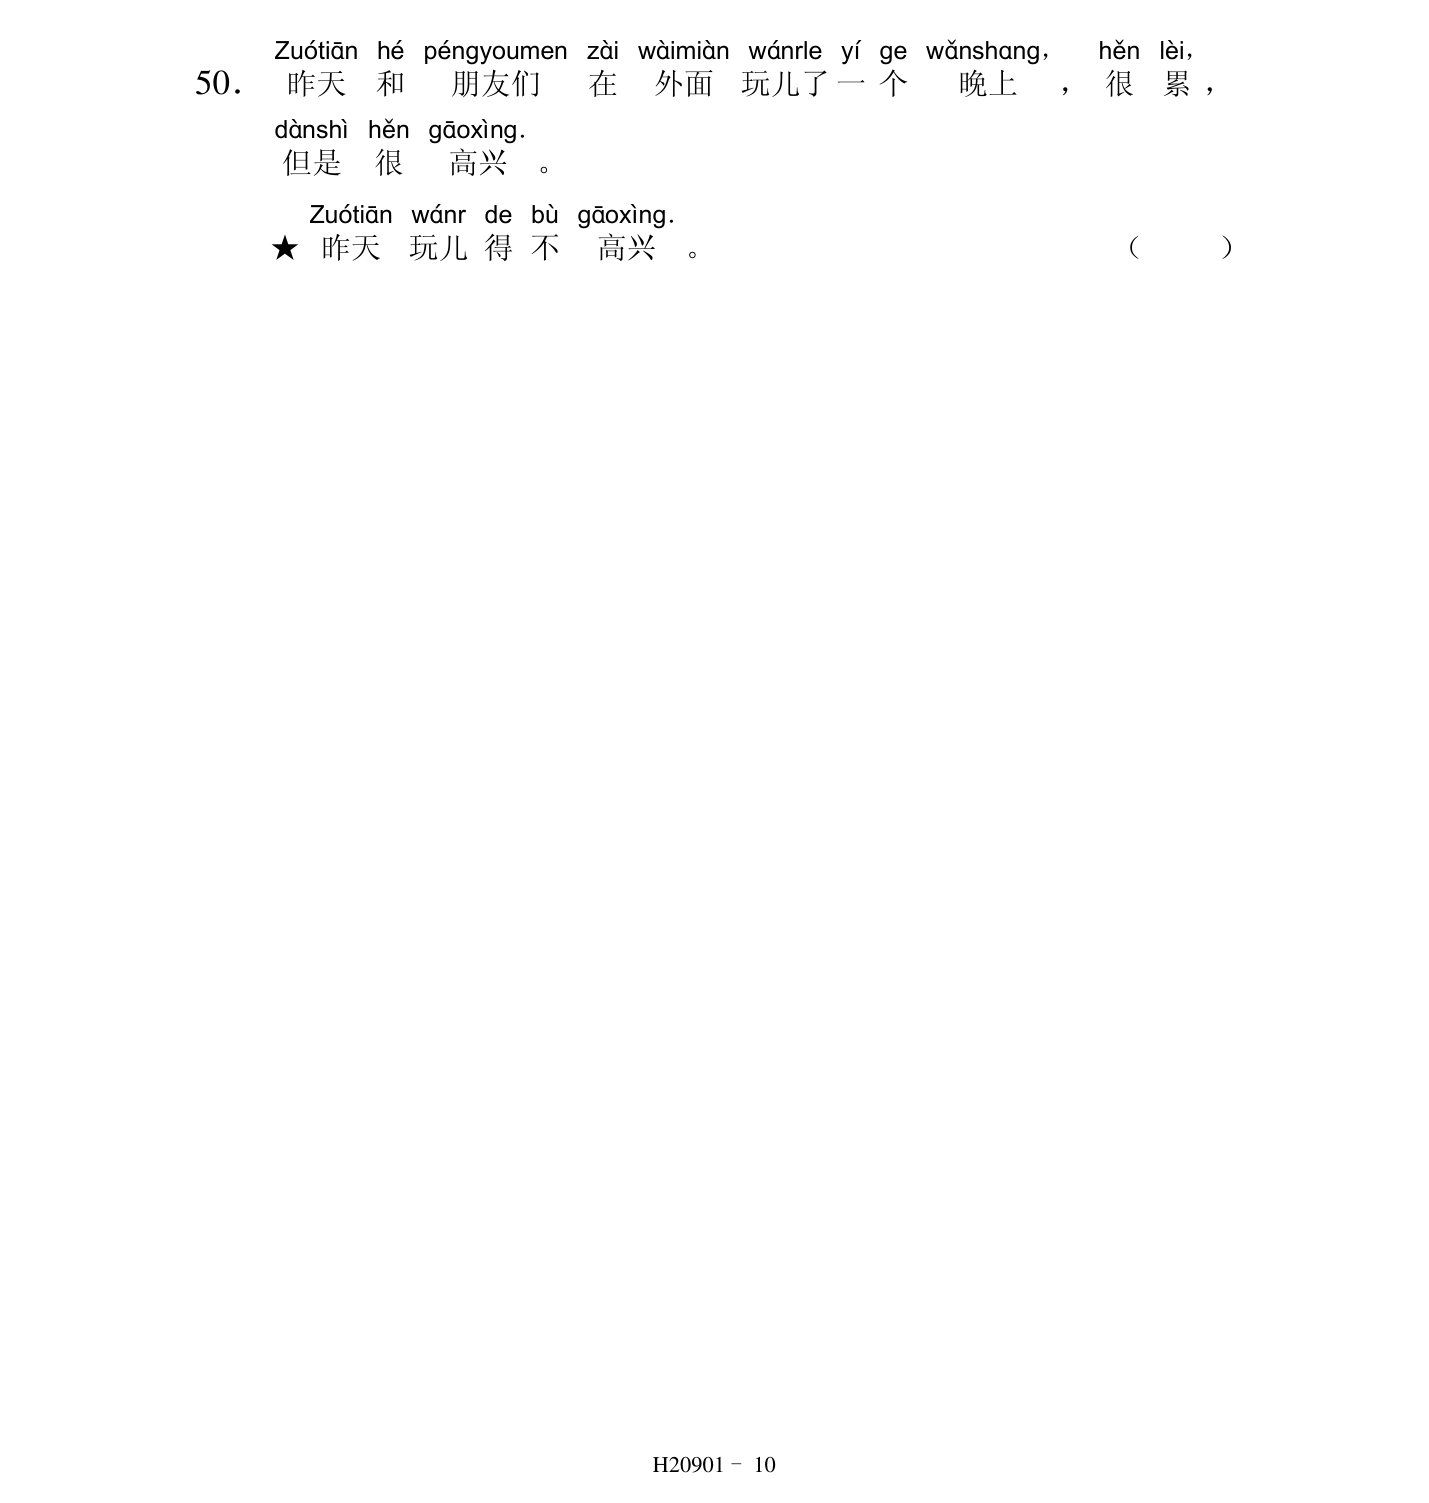 Zuótiān hé péngyoumen zài wàimiàn wánrle yí ge wǎnshang， hěn lèi，
50． 昨天 和 朋友们 在 外面 玩儿了 一 个 晚上 ， 很 累 ，
dànshì hěn gāoxìng．
但是 很 高兴 。
Zuótiān wánr de bù gāoxìng．
★ 昨天 玩儿 得 不 高兴 。 （ ）
H20901－ 10